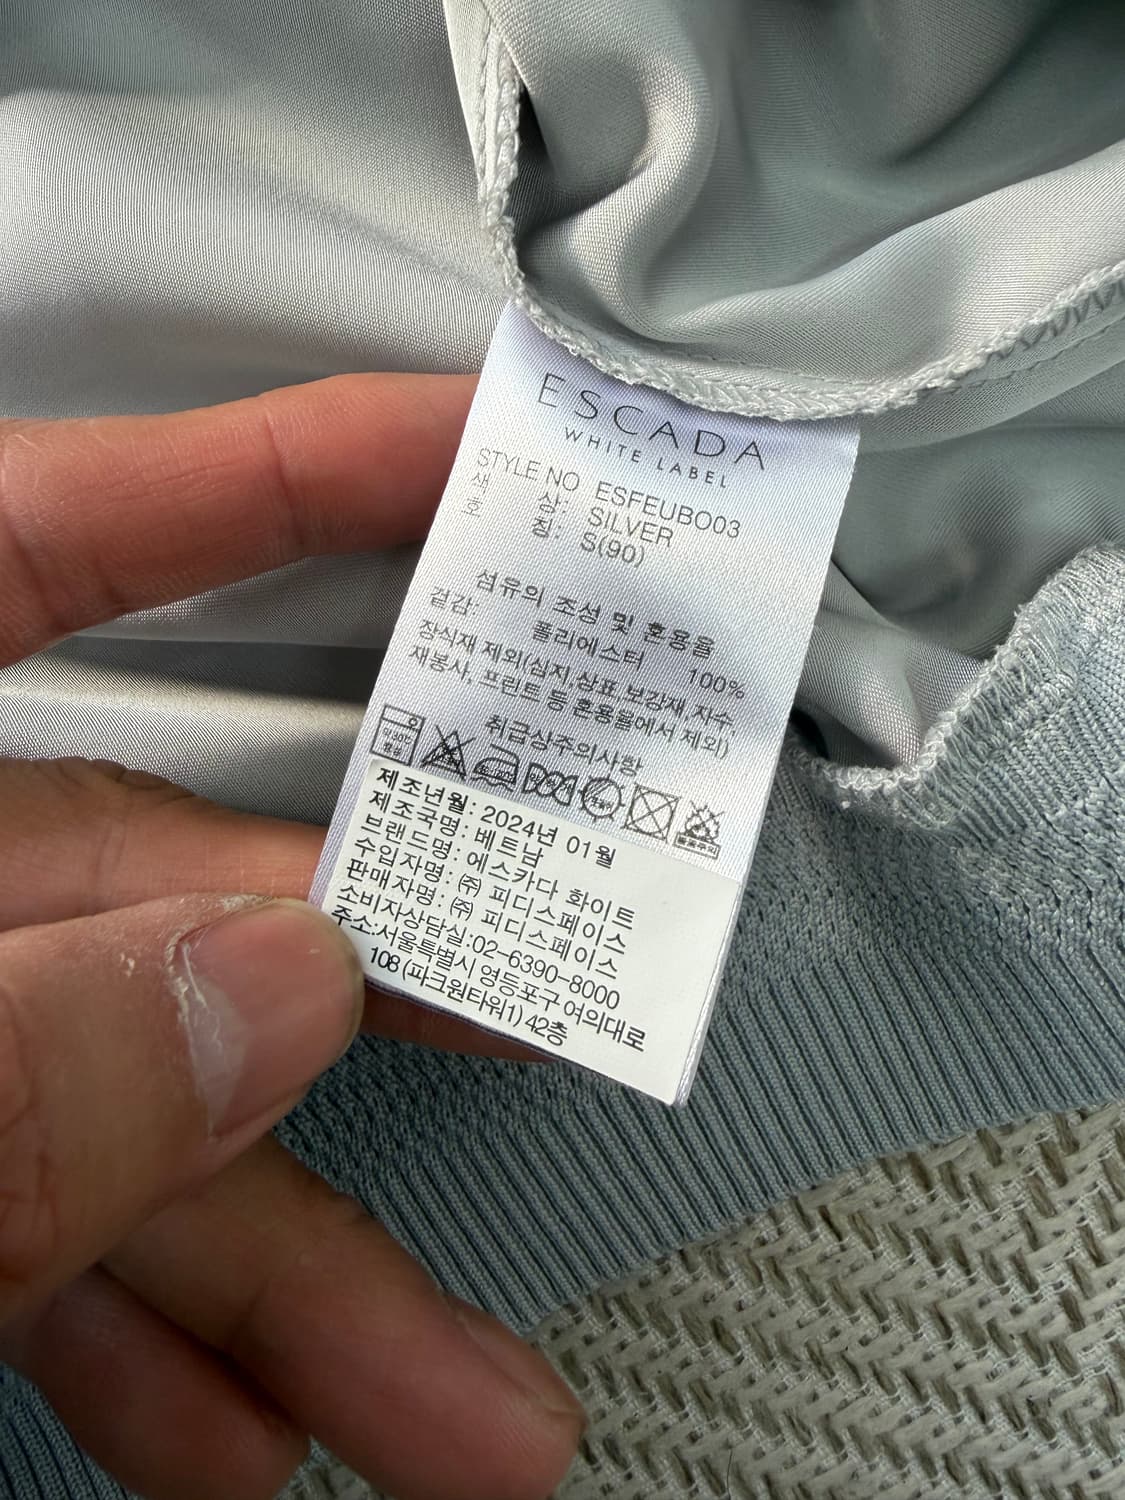 ESCADA
WHITE LABEL
STYLE NO ESFEUBO03
색 상: SILVER
호 칭: S(90)
섬유의 조성 및 혼용율
겉감: 폴리에스터 100%
장식재 제외(심지,상표,보강재,자수,
재봉사, 프린트 등 혼용율에서 제외)
취급상주의사항
제조년월: 2024년 01월
제조국명: 베트남
브랜드명: 에스카다 화이트
수입자명: ㈜ 피디스페이스
판매자명: ㈜ 피디스페이스
소비자상담실:02-6390-8000
주소:서울특별시 영등포구 여의대로
108 (파크원타워1) 42층